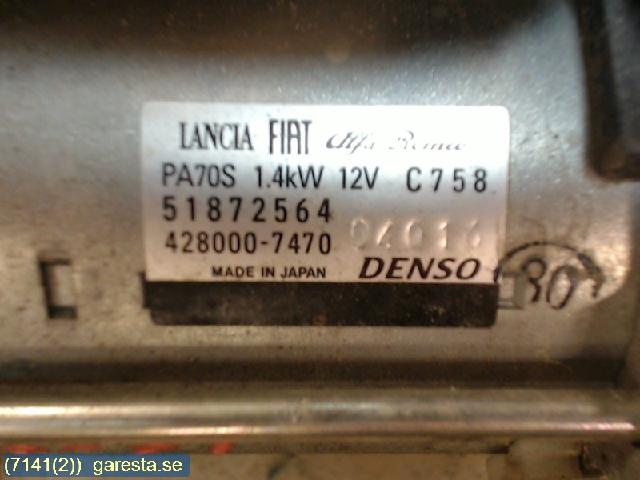 LANCIA FIAT Alfa Romeo
PA70S 1.4kW 12V C758
51872564
428000-7470
MADE IN JAPAN DENSO
(7141(2)) garesta.se